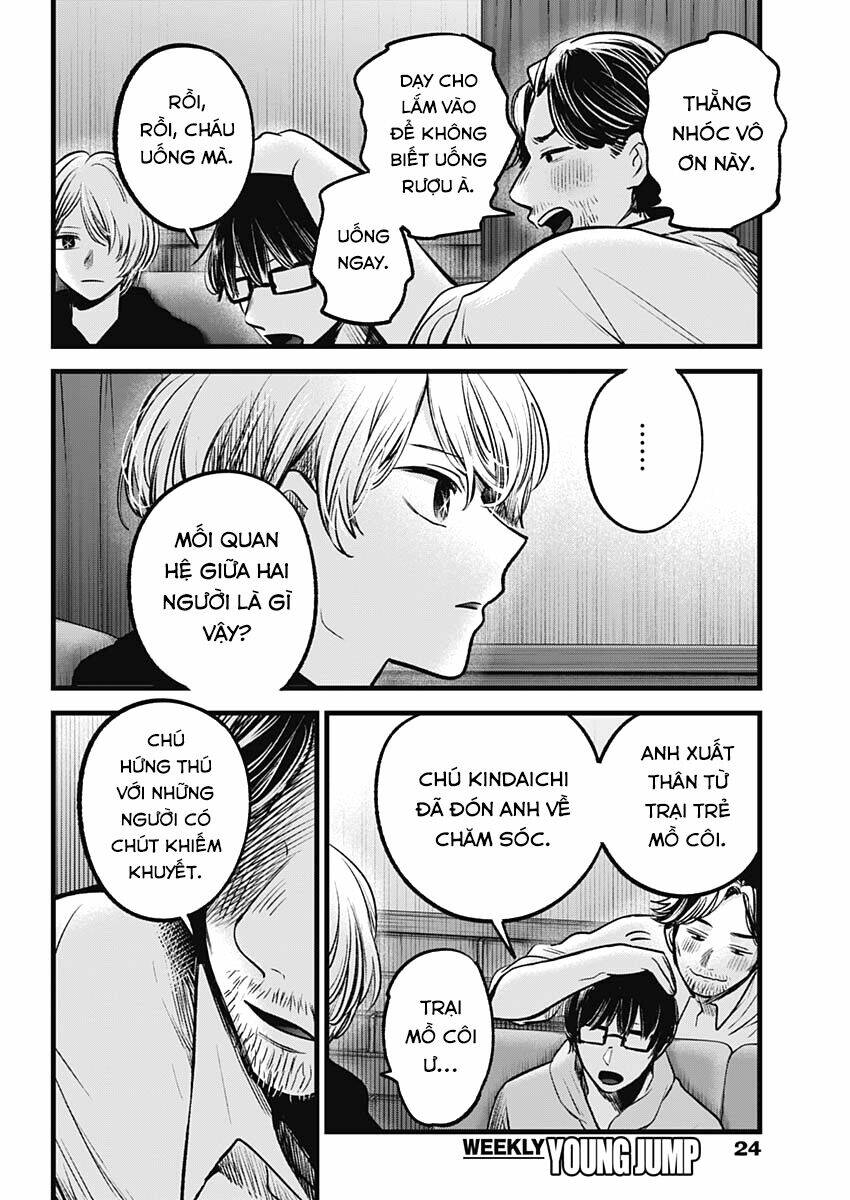 THẰNG
NHÓC VÔ
ƠN NÀY.
DẠY CHO
LẮM VÀO
ĐỂ KHÔNG
BIẾT UỐNG
RƯỢU À.
UỐNG
NGAY.
RỒI,
RỒI, CHÁU
UỐNG MÀ.
......
MỐI QUAN
HỆ GIỮA HAI
NGƯỜI LÀ GÌ
VẬY?
ANH XUẤT
THÂN TỪ
TRẠI TRẺ
MỒ CÔI.
CHÚ KINDAICHI
ĐÃ ĐÓN ANH VỀ
CHĂM SÓC.
TRẠI
MỒ CÔI
Ư...
CHÚ
HỨNG THÚ
VỚI NHỮNG
NGƯỜI CÓ
CHÚT KHIẾM
KHUYẾT.
WEEKLY YOUNG JUMP 24